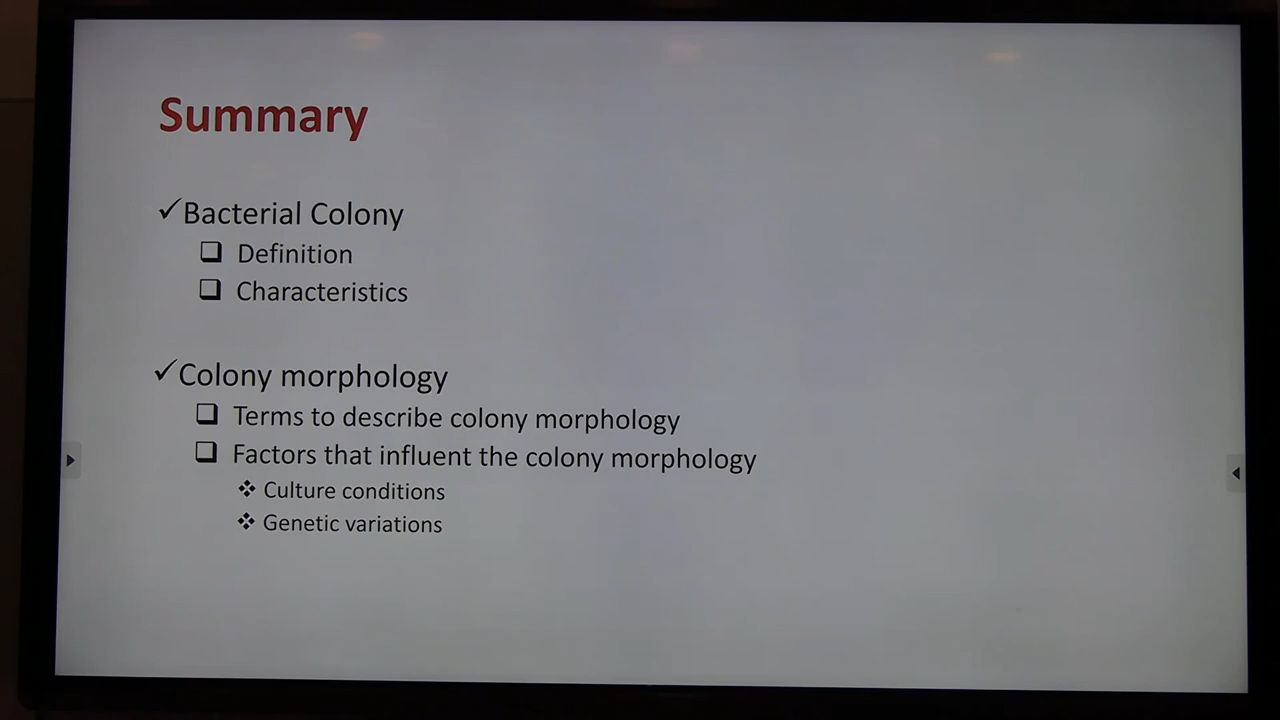 Summary
✓Bacterial Colony
❑ Definition
❑ Characteristics
✓Colony morphology
❑ Terms to describe colony morphology
❑ Factors that influent the colony morphology
❖ Culture conditions
❖ Genetic variations